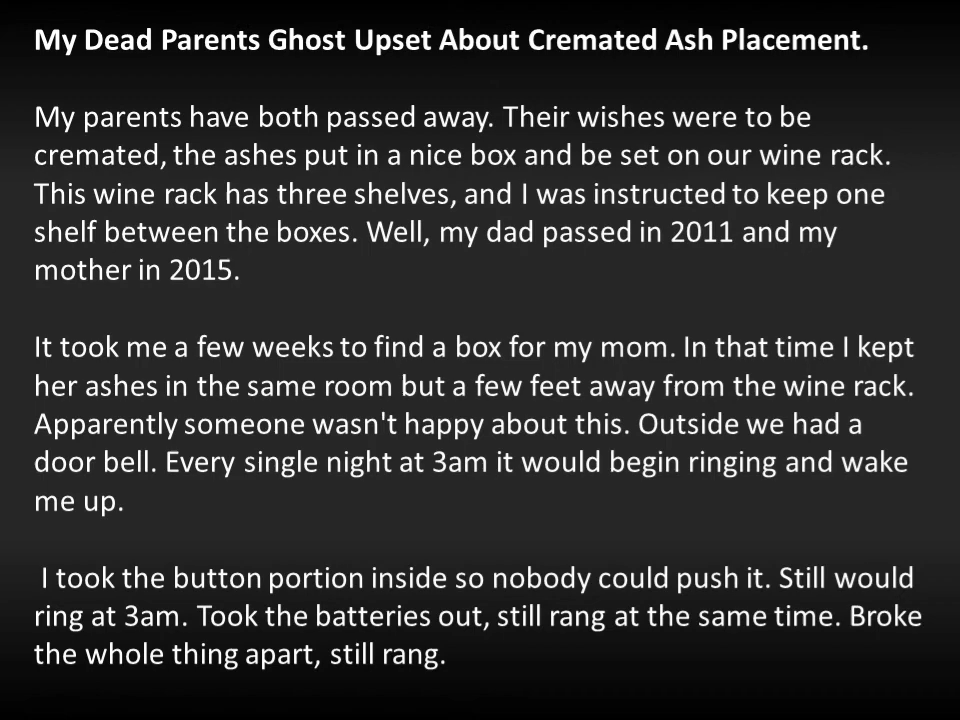 My Dead Parents Ghost Upset About Cremated Ash Placement.
My parents have both passed away. Their wishes were to be
cremated, the ashes put in a nice box and be set on our wine rack.
This wine rack has three shelves, and I was instructed to keep one
shelf between the boxes. Well, my dad passed in 2011 and my
mother in 2015.
It took me a few weeks to find a box for my mom. In that time I kept
her ashes in the same room but a few feet away from the wine rack.
Apparently someone wasn't happy about this. Outside we had a
door bell. Every single night at 3am it would begin ringing and wake
me up.
I took the button portion inside so nobody could push it. Still would
ring at 3am. Took the batteries out, still rang at the same time. Broke
the whole thing apart, still rang.